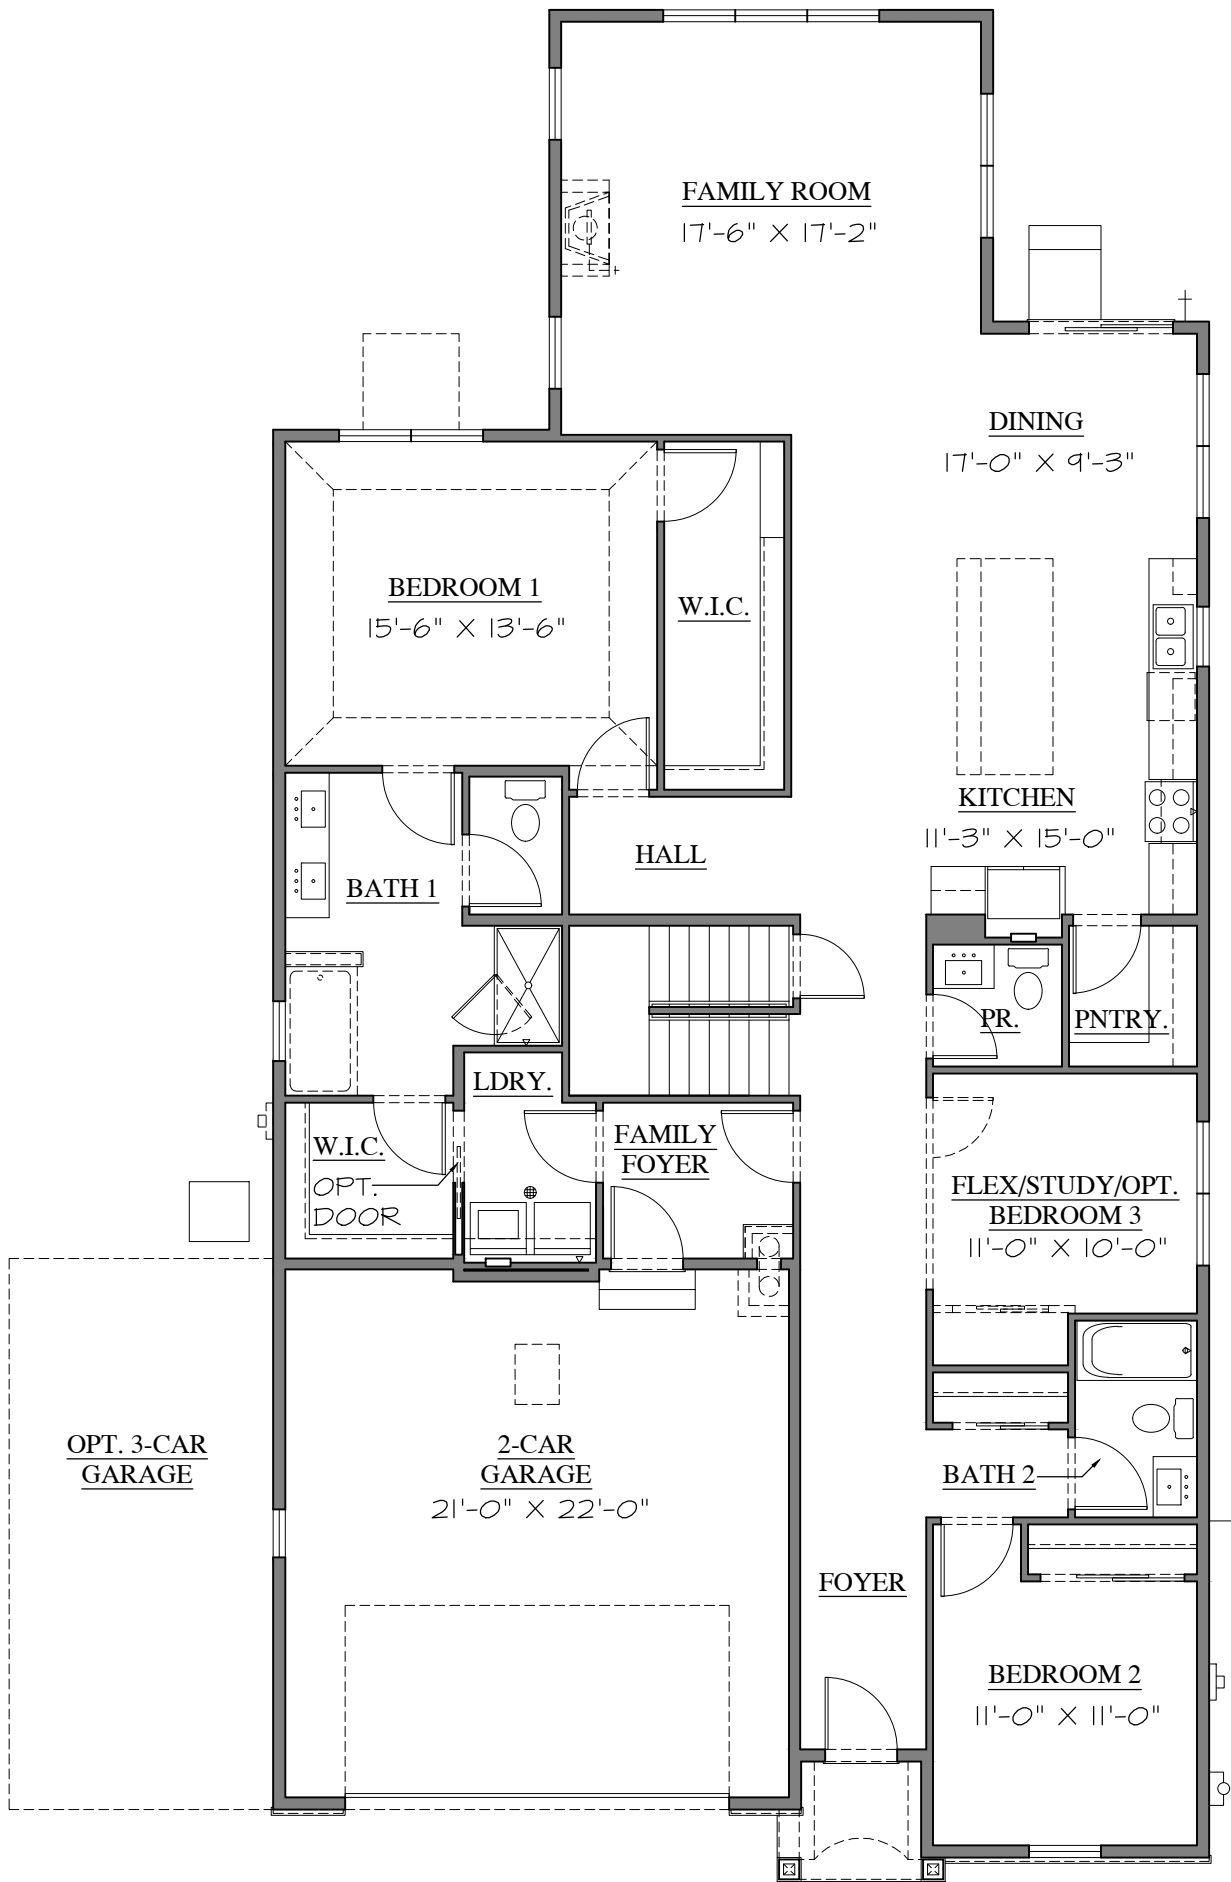 FAMILY ROOM
17'-6" X 17'-2"
DINING
17'-0" X 9'-3"
BEDROOM 1
15'-6" X 13'-6"
W.I.C.
KITCHEN
11'-3" X 15'-0"
HALL
BATH 1
PR.
PNTRY.
LDRY.
FAMILY
FOYER
W.I.C.
OPT.
DOOR
FLEX/STUDY/OPT.
BEDROOM 3
11'-0" X 10'-0"
OPT. 3-CAR
GARAGE
2-CAR
GARAGE
21'-0" X 22'-0"
BATH 2
FOYER
BEDROOM 2
11'-0" X 11'-0"